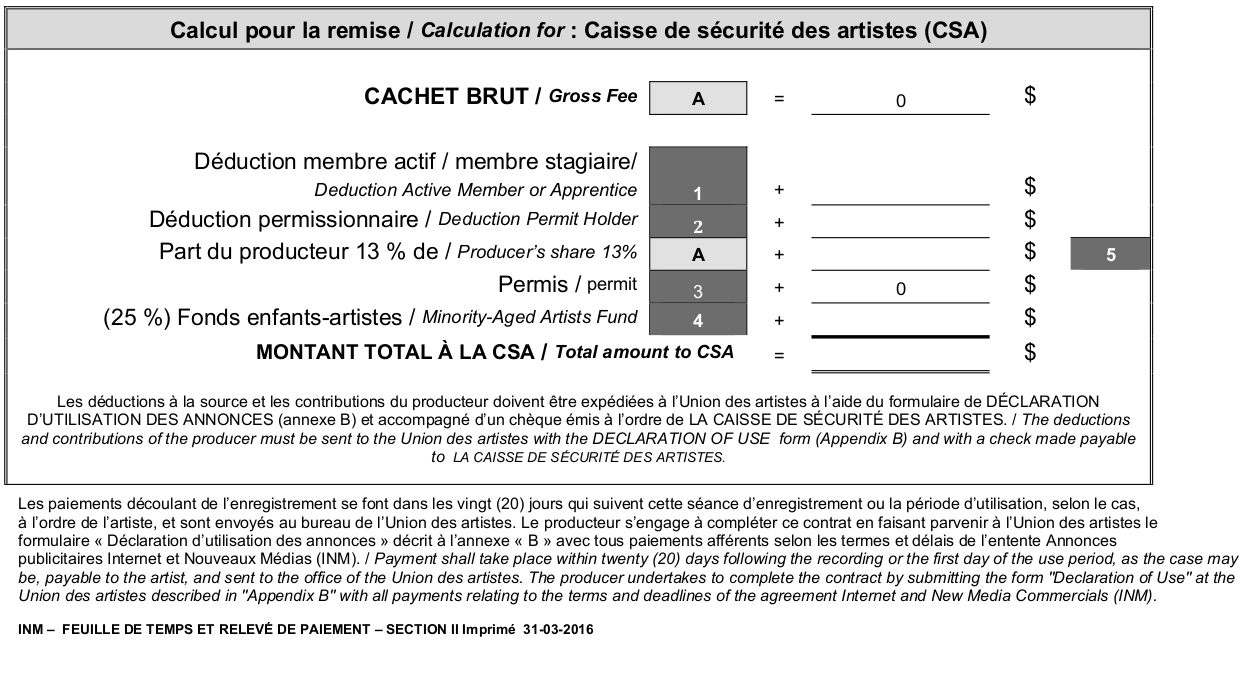 Calcul pour la remise / Calculation for : Caisse de sécurité des artistes (CSA)
CACHET BRUT / Gross Fee A = 0 $
Déduction membre actif / membre stagiaire/
Deduction Active Member or Apprentice 1 + $
Déduction permissionnaire / Deduction Permit Holder 2 + $
Part du producteur 13 % de / Producer’s share 13% A + $ 5
Permis / permit 3 + 0 $
(25 %) Fonds enfants-artistes / Minority-Aged Artists Fund 4 + $
MONTANT TOTAL À LA CSA / Total amount to CSA = $
Les déductions à la source et les contributions du producteur doivent être expédiées à l’Union des artistes à l’aide du formulaire de DÉCLARATION
D’UTILISATION DES ANNONCES (annexe B) et accompagné d’un chèque émis à l’ordre de LA CAISSE DE SÉCURITÉ DES ARTISTES. / The deductions
and contributions of the producer must be sent to the Union des artistes with the DECLARATION OF USE form (Appendix B) and with a check made payable
to LA CAISSE DE SÉCURITÉ DES ARTISTES.
Les paiements découlant de l’enregistrement se font dans les vingt (20) jours qui suivent cette séance d’enregistrement ou la période d’utilisation, selon le cas,
à l’ordre de l’artiste, et sont envoyés au bureau de l’Union des artistes. Le producteur s’engage à compléter ce contrat en faisant parvenir à l’Union des artistes le
formulaire « Déclaration d’utilisation des annonces » décrit à l’annexe « B » avec tous paiements afférents selon les termes et délais de l’entente Annonces
publicitaires Internet et Nouveaux Médias (INM). / Payment shall take place within twenty (20) days following the recording or the first day of the use period, as the case may
be, payable to the artist, and sent to the office of the Union des artistes. The producer undertakes to complete the contract by submitting the form "Declaration of Use" at the
Union des artistes described in "Appendix B" with all payments relating to the terms and deadlines of the agreement Internet and New Media Commercials (INM).
INM – FEUILLE DE TEMPS ET RELEVÉ DE PAIEMENT – SECTION II Imprimé 31-03-2016